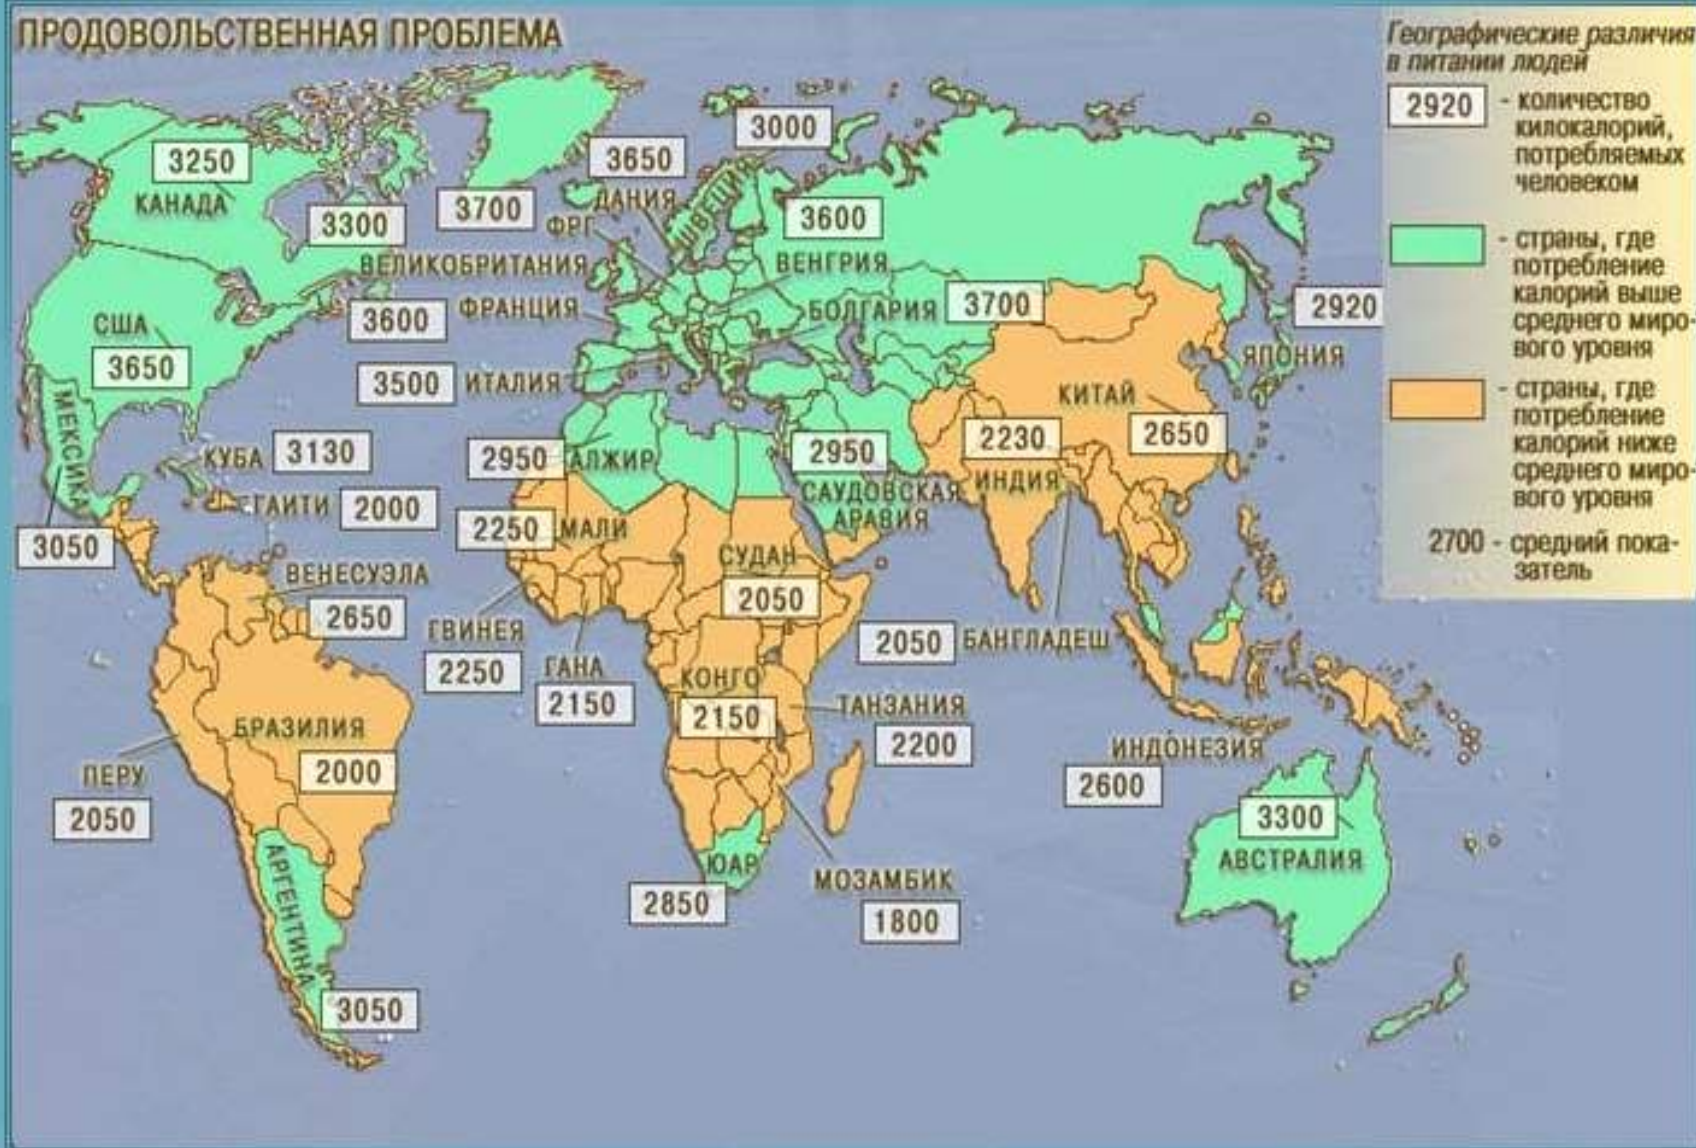 ПРОДОВОЛЬСТВЕННАЯ ПРОБЛЕМА
Географические различия
в питании людей
2920 - количество
килокалорий,
потребляемых
человеком
- страны, где
потребление
калорий выше
среднего миро-
вого уровня
- страны, где
потребление
калорий ниже
среднего миро-
вого уровня
2700 - средний пока-
затель
3250
КАНАДА
3300
3700
3650
3000
ДАНИЯ
ШВЕЦИЯ
3600
ФРГ
ВЕЛИКОБРИТАНИЯ
ВЕНГРИЯ
США
3650
3600
ФРАНЦИЯ
БОЛГАРИЯ
3700
2920
ЯПОНИЯ
3500
ИТАЛИЯ
МЕКСИКА
3050
КУБА
3130
ГАИТИ
2000
2950
АЛЖИР
2950
САУДОВСКАЯ
АРАВИЯ
2230
ИНДИЯ
КИТАЙ
2650
2250
МАЛИ
СУДАН
2050
ВЕНЕСУЭЛА
2650
ГВИНЕЯ
2250
ГАНА
2150
КОНГО
2150
2050
БАНГЛАДЕШ
ТАНЗАНИЯ
2200
БРАЗИЛИЯ
2000
ПЕРУ
2050
ИНДОНЕЗИЯ
2600
3300
АВСТРАЛИЯ
АРГЕНТИНА
3050
ЮАР
2850
МОЗАМБИК
1800